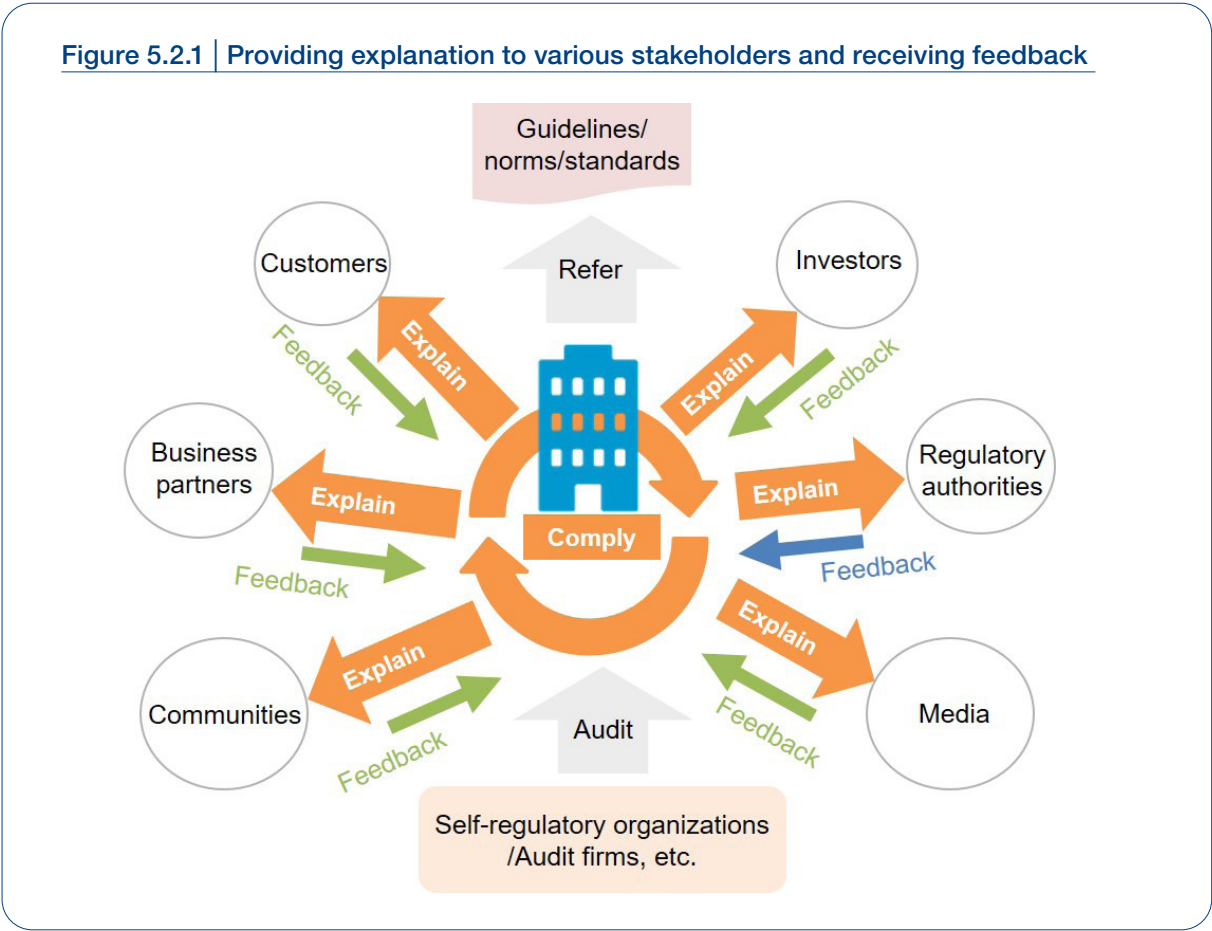 Figure 5.2.1 | Providing explanation to various stakeholders and receiving feedback
Guidelines/
norms/standards
Refer
Customers
Explain
Feedback
Investors
Explain
Feedback
Business
partners
Explain
Feedback
Regulatory
authorities
Explain
Feedback
Comply
Communities
Explain
Feedback
Media
Explain
Feedback
Audit
Self-regulatory organizations
/Audit firms, etc.